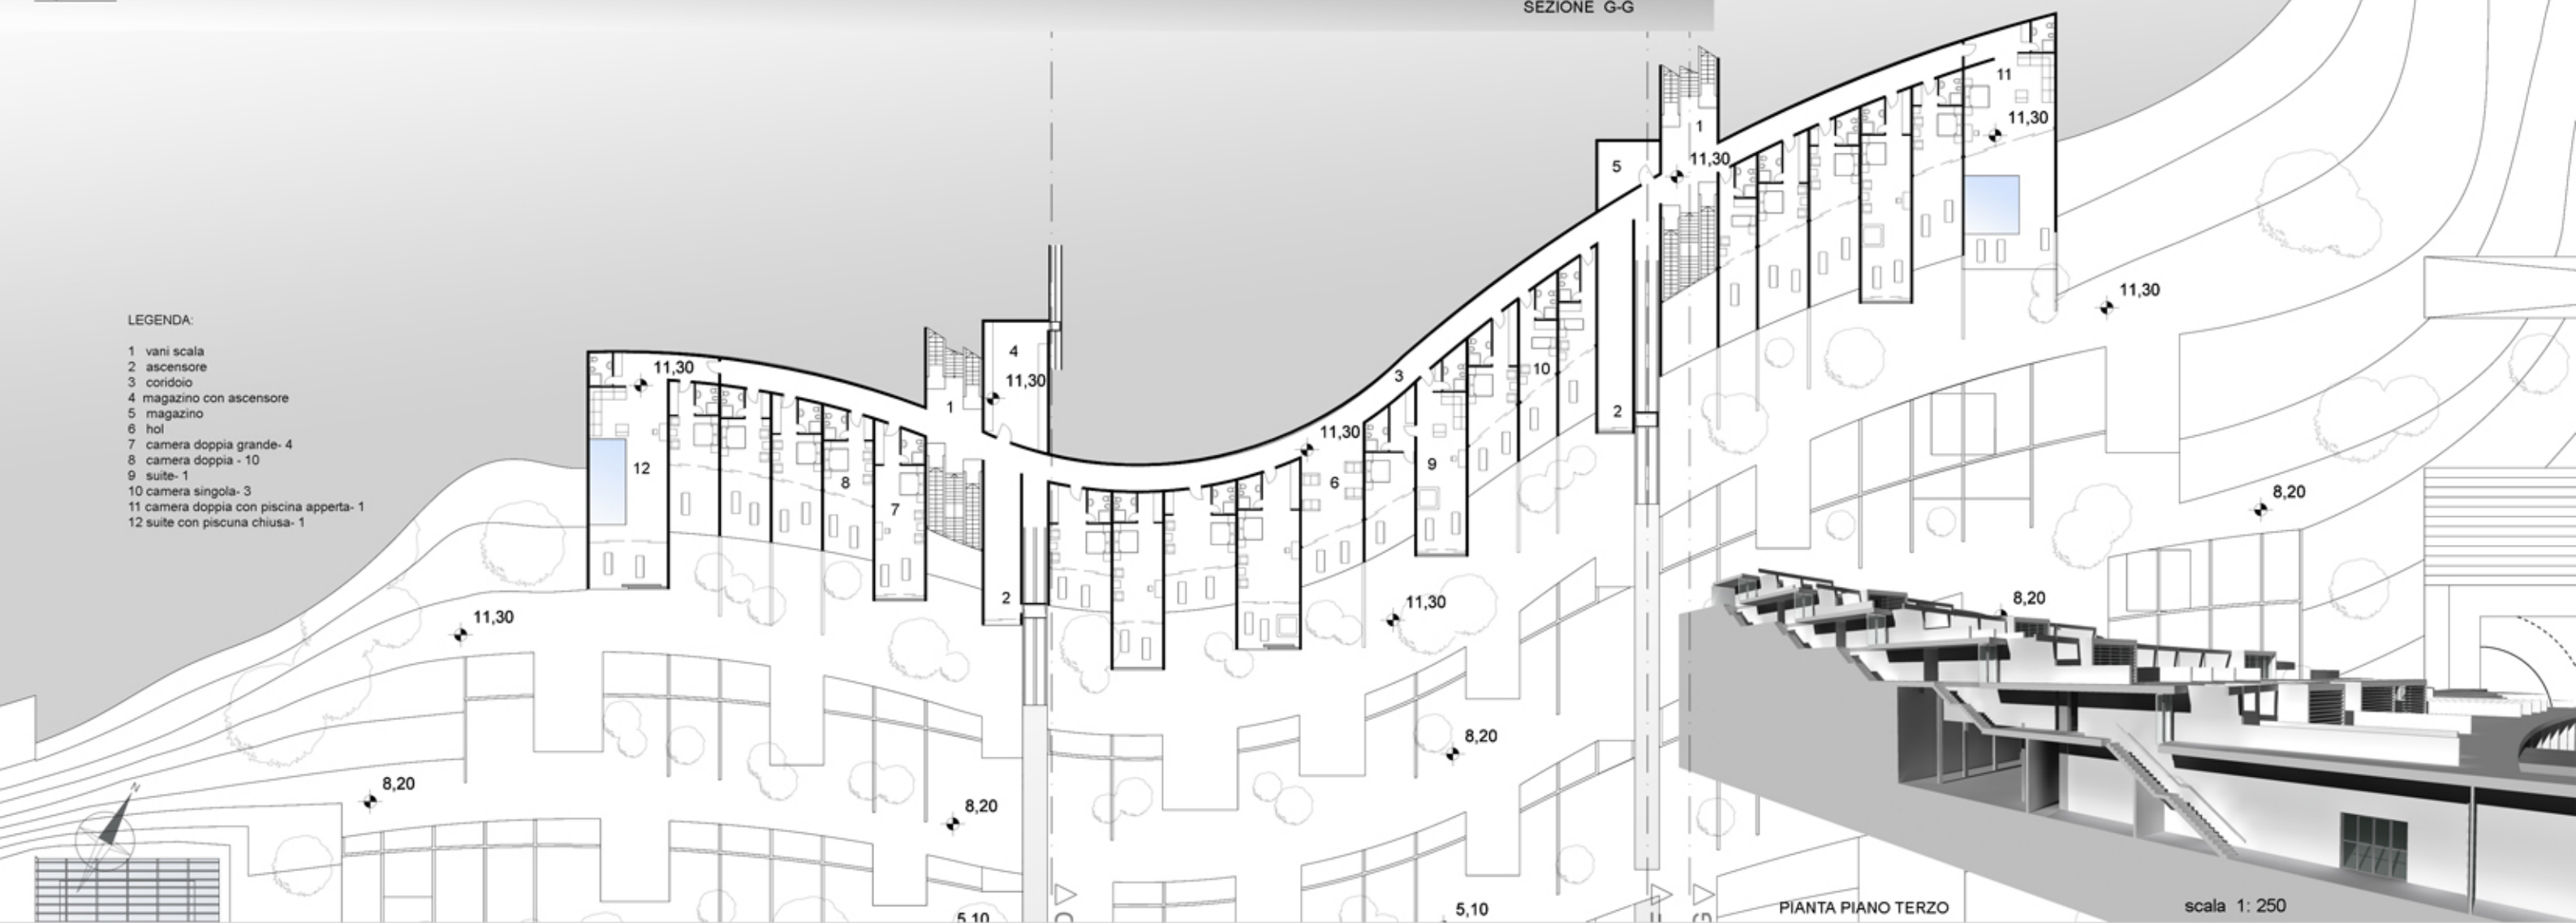 SEZIONE G-G
11
11,30
1
11,30
5
11,30
LEGENDA:
1 vani scala
2 ascensore
3 coridoio
4 magazino con ascensore
5 magazino
6 hol
7 camera doppia grande- 4
8 camera doppia - 10
9 suite- 1
10 camera singola- 3
11 camera doppia con piscina apperta- 1
12 suite con piscuna chiusa- 1
4
11,30
11,30
1
3
10
2
11,30
12
8
7
6
9
8,20
2
11,30
8,20
11,30
8,20
8,20
8,20
N
5,10
5,10
PIANTA PIANO TERZO
scala 1: 250